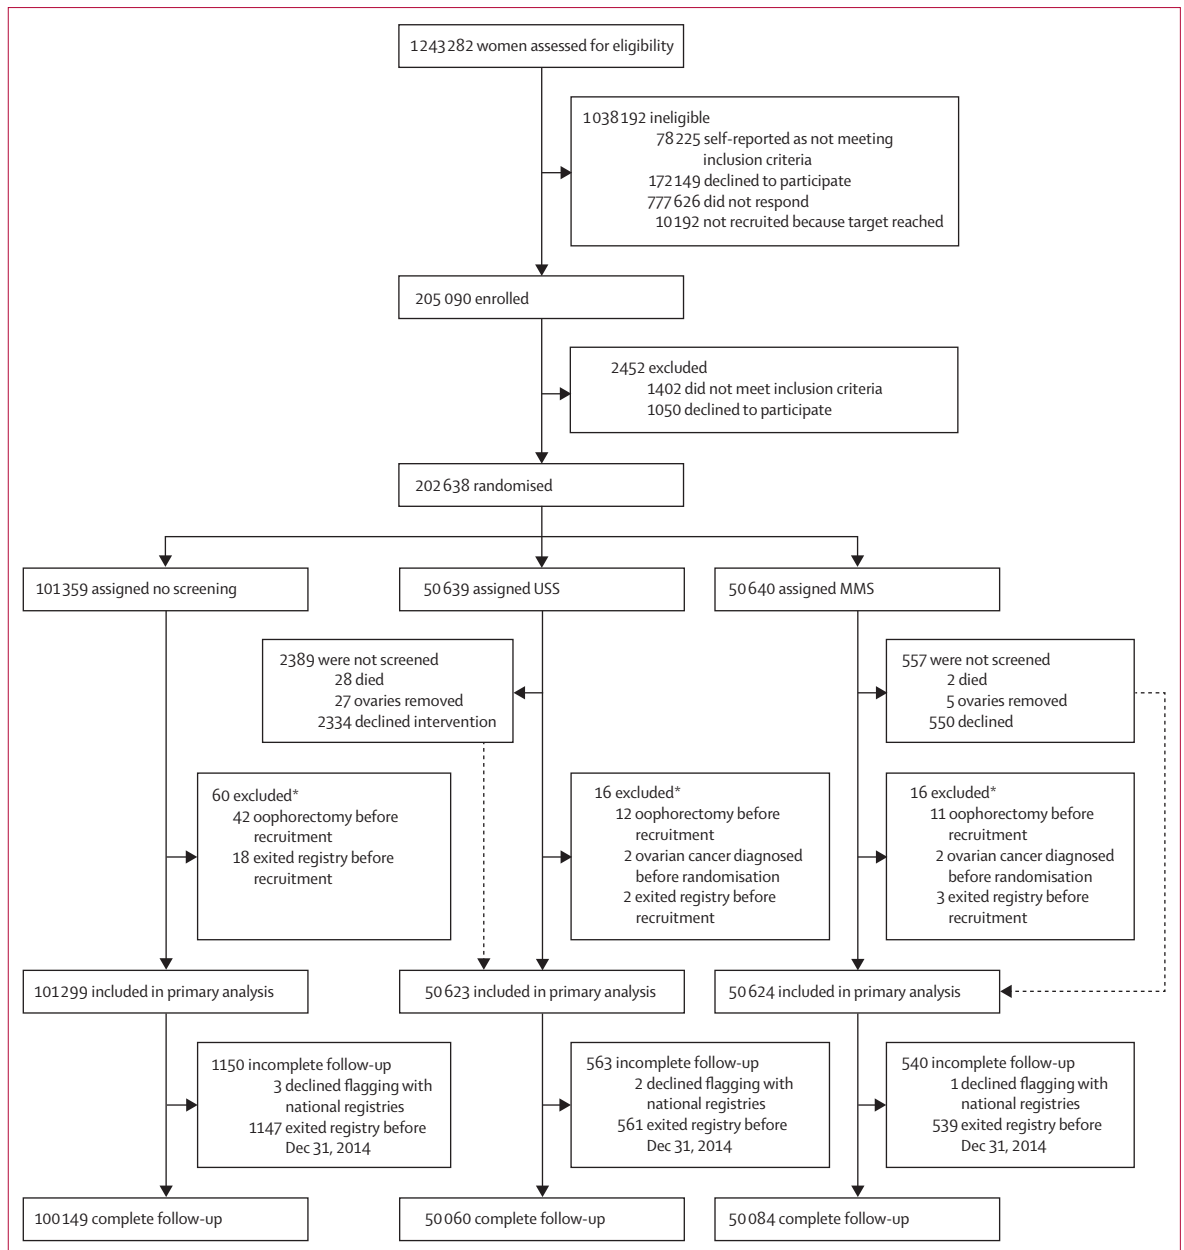 1243282 women assessed for eligibility
1038192 ineligible
78225 self-reported as not meeting
inclusion criteria
172149 declined to participate
777626 did not respond
10192 not recruited because target reached
205090 enrolled
2452 excluded
1402 did not meet inclusion criteria
1050 declined to participate
202638 randomised
101359 assigned no screening
50639 assigned USS
50640 assigned MMS
2389 were not screened
28 died
27 ovaries removed
2334 declined intervention
557 were not screened
2 died
5 ovaries removed
550 declined
60 excluded*
42 oophorectomy before
recruitment
18 exited registry before
recruitment
16 excluded*
12 oophorectomy before
recruitment
2 ovarian cancer diagnosed
before randomisation
2 exited registry before
recruitment
16 excluded*
11 oophorectomy before
recruitment
2 ovarian cancer diagnosed
before randomisation
3 exited registry before
recruitment
101299 included in primary analysis
50623 included in primary analysis
50624 included in primary analysis
1150 incomplete follow-up
3 declined flagging with
national registries
1147 exited registry before
Dec 31, 2014
563 incomplete follow-up
2 declined flagging with
national registries
561 exited registry before
Dec 31, 2014
540 incomplete follow-up
1 declined flagging with
national registries
539 exited registry before
Dec 31, 2014
100149 complete follow-up
50060 complete follow-up
50084 complete follow-up